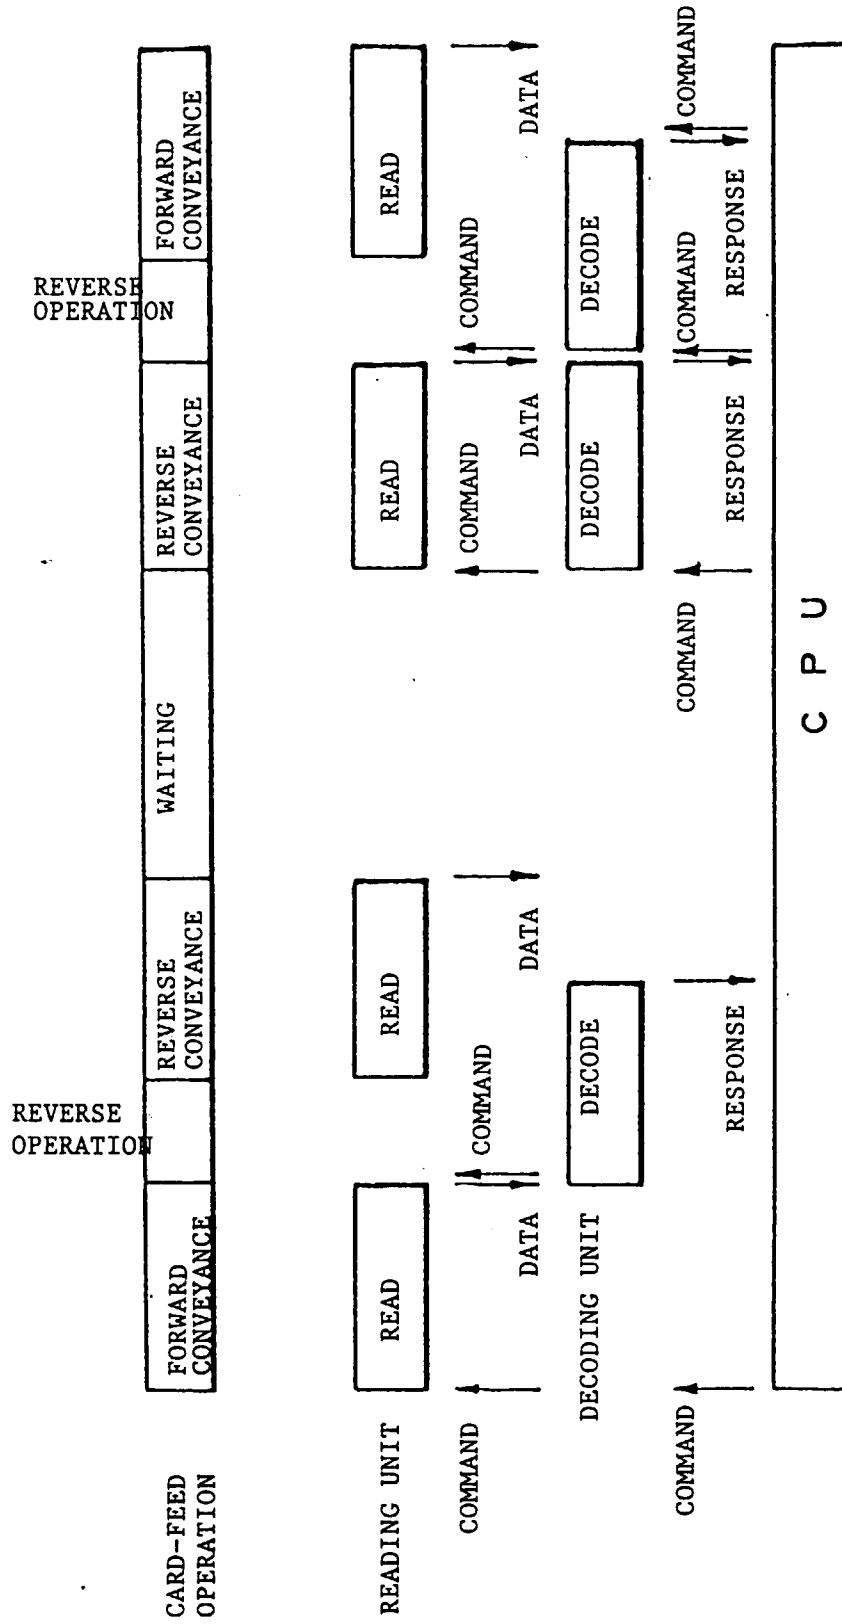 REVERSE
OPERATION
REVERSE
OPERATION
CARD-FEED
OPERATION
FORWARD
CONVEYANCE
REVERSE
CONVEYANCE
WAITING
REVERSE
CONVEYANCE
FORWARD
CONVEYANCE
READING UNIT
READ
READ
READ
READ
COMMAND
COMMAND
COMMAND
COMMAND
DATA
DATA
DATA
DATA
DECODING UNIT
DECODE
DECODE
DECODE
COMMAND
COMMAND
COMMAND
COMMAND
RESPONSE
RESPONSE
RESPONSE
C P U